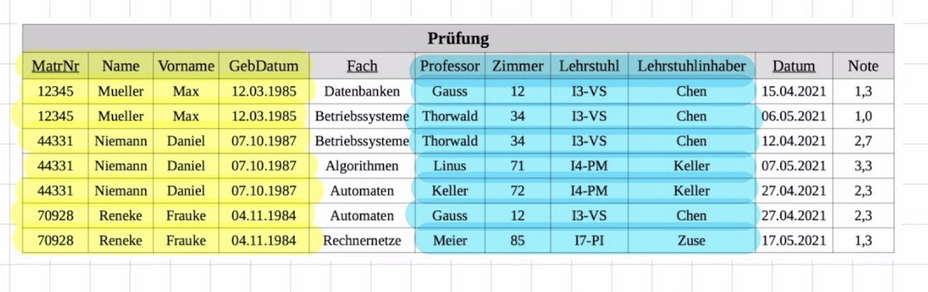 Prüfung
MatrNr Name Vorname GebDatum Fach Professor Zimmer Lehrstuhl Lehrstuhlinhaber Datum Note
12345 Mueller Max 12.03.1985 Datenbanken Gauss 12 I3-VS Chen 15.04.2021 1,3
12345 Mueller Max 12.03.1985 Betriebssysteme Thorwald 34 I3-VS Chen 06.05.2021 1,0
44331 Niemann Daniel 07.10.1987 Betriebssysteme Thorwald 34 I3-VS Chen 12.04.2021 2,7
44331 Niemann Daniel 07.10.1987 Algorithmen Linus 71 I4-PM Keller 07.05.2021 3,3
44331 Niemann Daniel 07.10.1987 Automaten Keller 72 I4-PM Keller 27.04.2021 2,3
70928 Reneke Frauke 04.11.1984 Automaten Gauss 12 I3-VS Chen 27.04.2021 2,3
70928 Reneke Frauke 04.11.1984 Rechnernetze Meier 85 I7-PI Zuse 17.05.2021 1,3